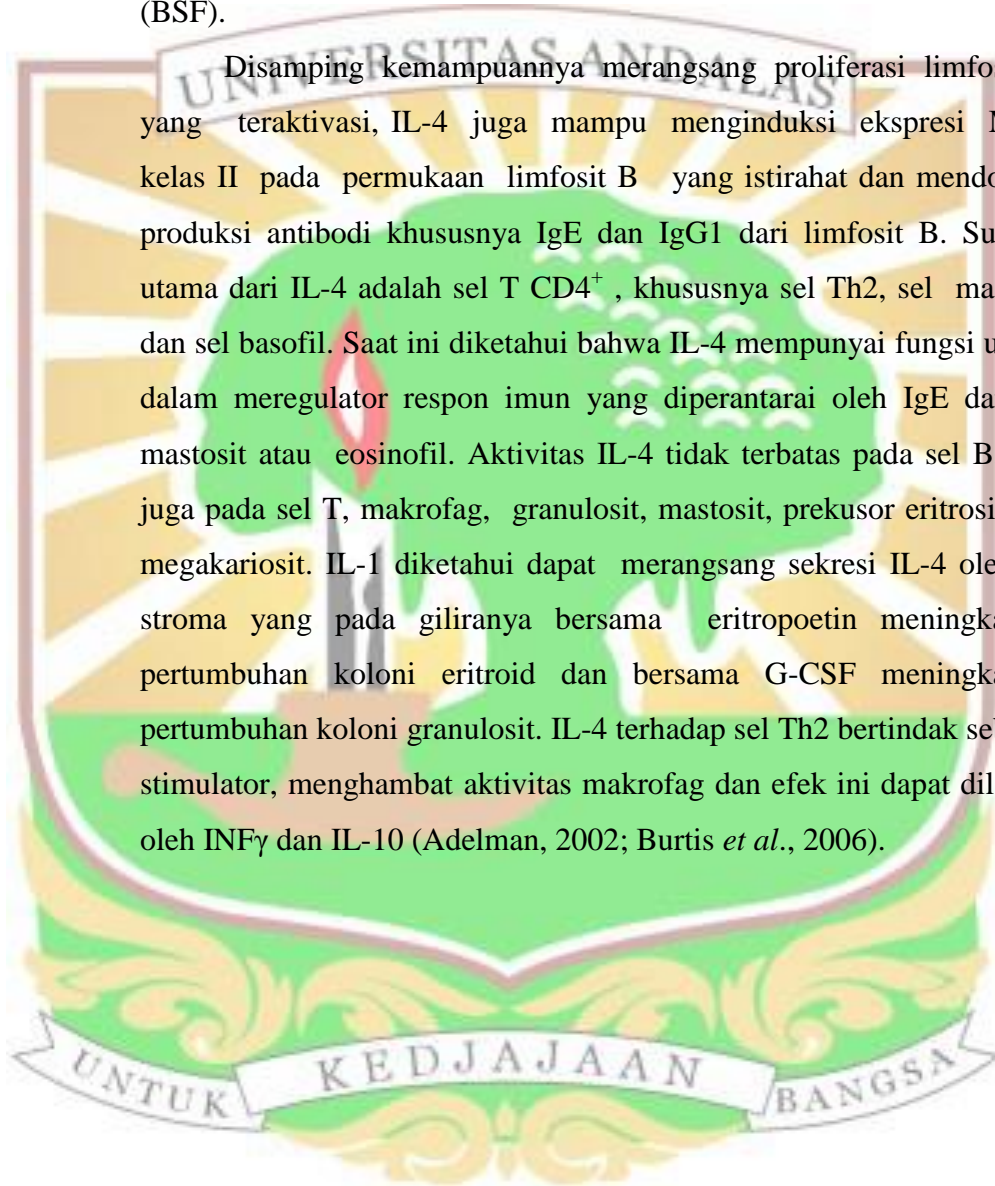 (BSF).
UNIVERSITAS ANDALAS
Disamping kemampuannya merangsang proliferasi limfo
yang teraktivasi, IL-4 juga mampu menginduksi ekspresi
kelas II pada permukaan limfosit B yang istirahat dan mendo
produksi antibodi khususnya IgE dan IgG1 dari limfosit B. Su
utama dari IL-4 adalah sel T CD4⁺ , khususnya sel Th2, sel ma
dan sel basofil. Saat ini diketahui bahwa IL-4 mempunyai fungsi u
dalam meregulator respon imun yang diperantarai oleh IgE da
mastosit atau eosinofil. Aktivitas IL-4 tidak terbatas pada sel B
juga pada sel T, makrofag, granulosit, mastosit, prekusor eritrosi
megakariosit. IL-1 diketahui dapat merangsang sekresi IL-4 ole
stroma yang pada giliranya bersama eritropoetin meningka
pertumbuhan koloni eritroid dan bersama G-CSF meningka
pertumbuhan koloni granulosit. IL-4 terhadap sel Th2 bertindak se
stimulator, menghambat aktivitas makrofag dan efek ini dapat dil
oleh INFγ dan IL-10 (Adelman, 2002; Burtis et al., 2006).
UNTUK KEDJAJAAN BANGSA